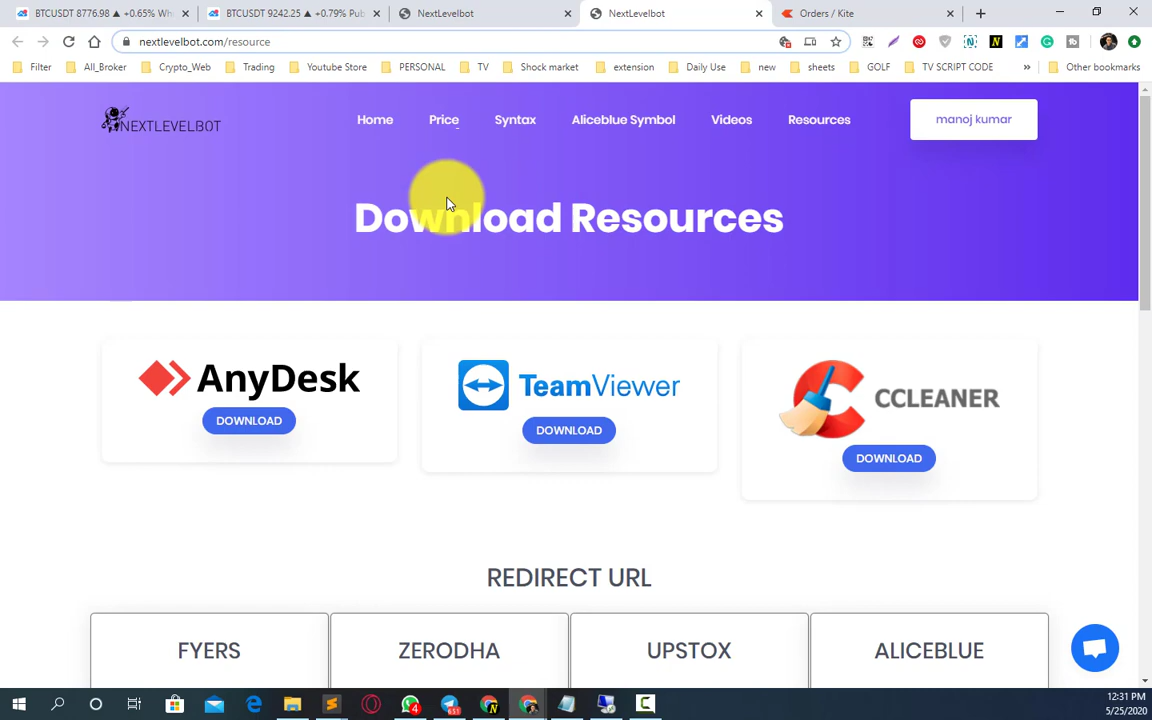 BTCUSDT 8776.98 ▲ +0.65% Wh
BTCUSDT 9242.25 ▲ +0.79% Pub
NextLevelbot
NextLevelbot
Orders / Kite
nextlevelbot.com/resource
Filter
All_Broker
Crypto_Web
Trading
Youtube Store
PERSONAL
TV
Shock market
extension
Daily Use
new
sheets
GOLF
TV SCRIPT CODE
»
Other bookmarks
NEXTLEVELBOT
Home
Price
Syntax
Aliceblue Symbol
Videos
Resources
manoj kumar
Download Resources
AnyDesk
DOWNLOAD
TeamViewer
DOWNLOAD
CCLEANER
DOWNLOAD
REDIRECT URL
FYERS
ZERODHA
UPSTOX
ALICEBLUE
4
651
12:31 PM
5/25/2020